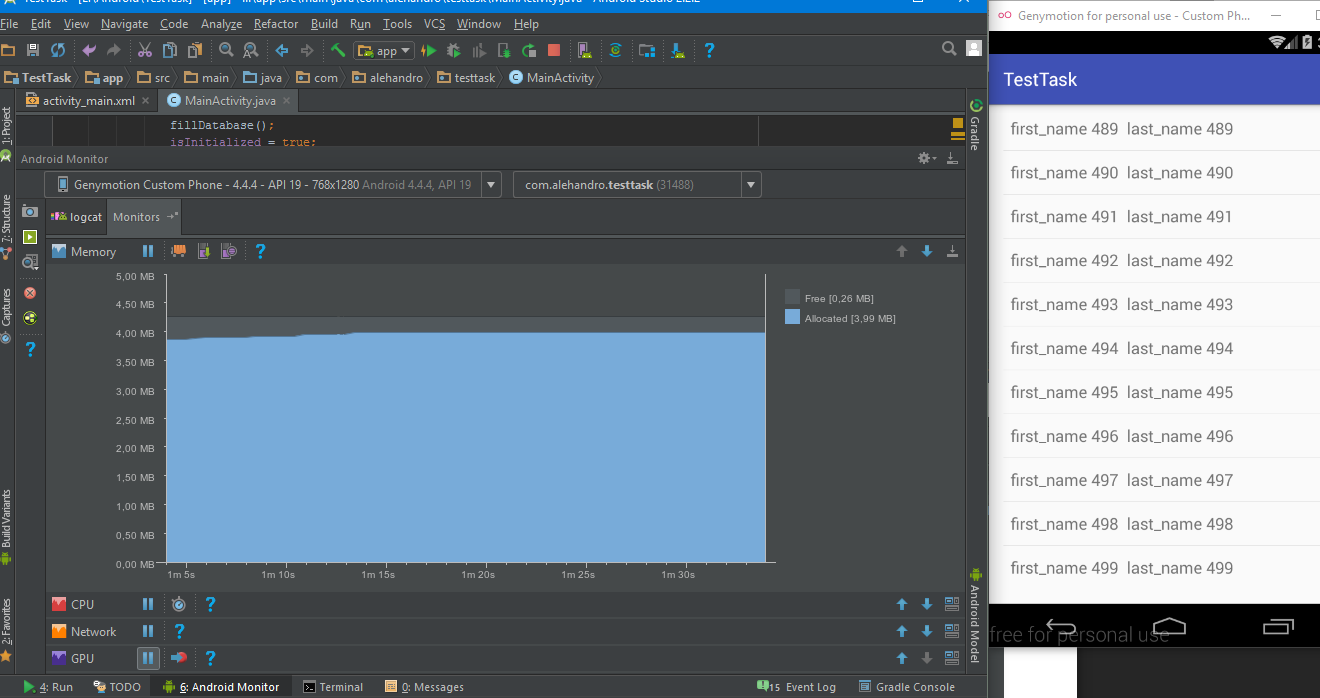 File Edit View Navigate Code Analyze Refactor Build Run Tools VCS Window Help
app
TestTask app src main java com alehandro testtask MainActivity
activity_main.xml MainActivity.java
fillDatabase();
isInitialized = true;
Android Monitor
Genymotion Custom Phone - 4.4.4 - API 19 - 768x1280 Android 4.4.4, API 19 com.alehandro.testtask (31488)
logcat Monitors
Memory
5,00 MB
4,50 MB
4,00 MB
3,50 MB
3,00 MB
2,50 MB
2,00 MB
1,50 MB
1,00 MB
0,50 MB
0,00 MB
Free [0,26 MB]
Allocated [3,99 MB]
1m 5s 1m 10s 1m 15s 1m 20s 1m 25s 1m 30s
CPU
Network
GPU
1: Project
7: Structure
Captures
Build Variants
2: Favorites
Gradle
Android Model
4: Run TODO 6: Android Monitor Terminal 0: Messages 15 Event Log Gradle Console
Genymotion for personal use - Custom Ph...
TestTask
first_name 489 last_name 489
first_name 490 last_name 490
first_name 491 last_name 491
first_name 492 last_name 492
first_name 493 last_name 493
first_name 494 last_name 494
first_name 495 last_name 495
first_name 496 last_name 496
first_name 497 last_name 497
first_name 498 last_name 498
first_name 499 last_name 499
free for personal use